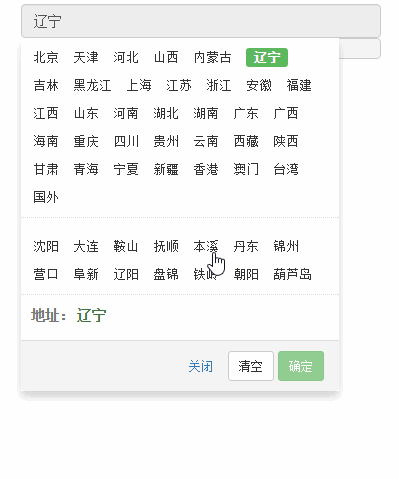 辽宁
北京 天津 河北 山西 内蒙古 辽宁
吉林 黑龙江 上海 江苏 浙江 安徽 福建
江西 山东 河南 湖北 湖南 广东 广西
海南 重庆 四川 贵州 云南 西藏 陕西
甘肃 青海 宁夏 新疆 香港 澳门 台湾
国外
沈阳 大连 鞍山 抚顺 本溪 丹东 锦州
营口 阜新 辽阳 盘锦 铁岭 朝阳 葫芦岛
地址：辽宁
关闭 清空 确定